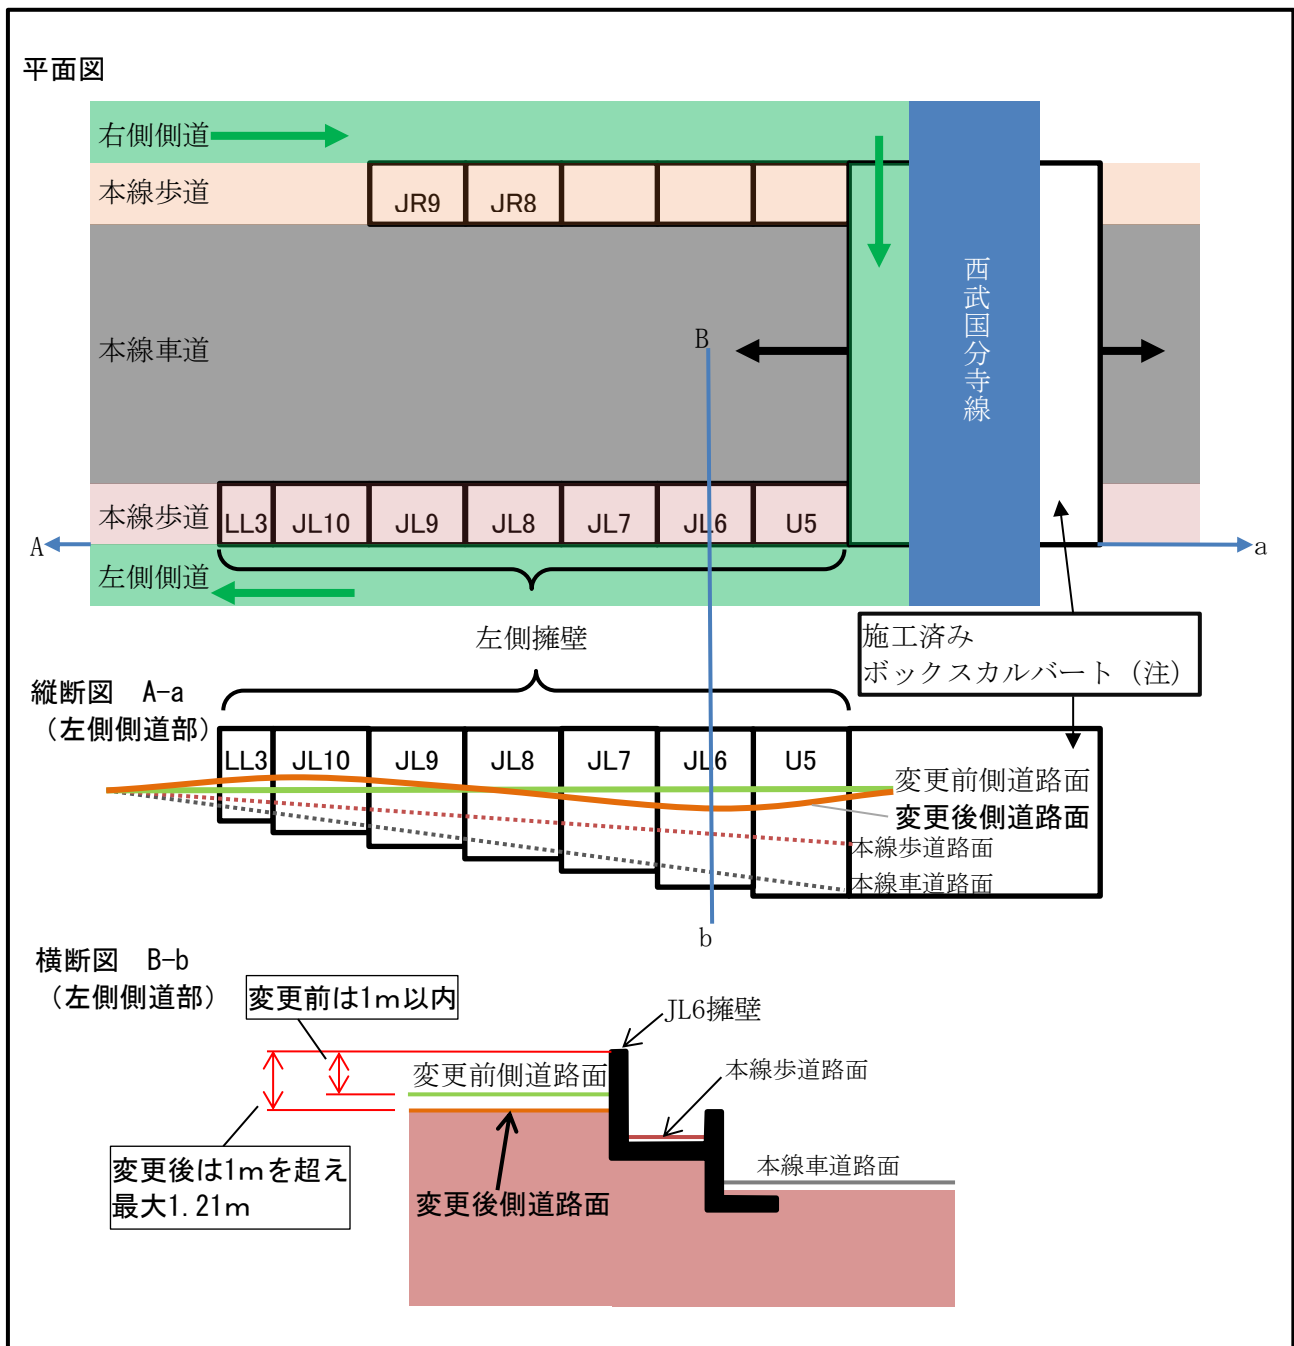 平面図
右側側道
本線歩道
JR9
JR8
西武国分寺線
本線車道
B
本線歩道
LL3
JL10
JL9
JL8
JL7
JL6
U5
A
a
左側側道
左側擁壁
施工済み
ボックスカルバート（注）
縦断図　A-a
（左側側道部）
LL3
JL10
JL9
JL8
JL7
JL6
U5
変更前側道路面
変更後側道路面
本線歩道路面
本線車道路面
b
横断図　B-b
（左側側道部）
変更前は1m以内
JL6擁壁
変更前側道路面
本線歩道路面
変更後は1mを超え
最大1.21m
変更後側道路面
本線車道路面